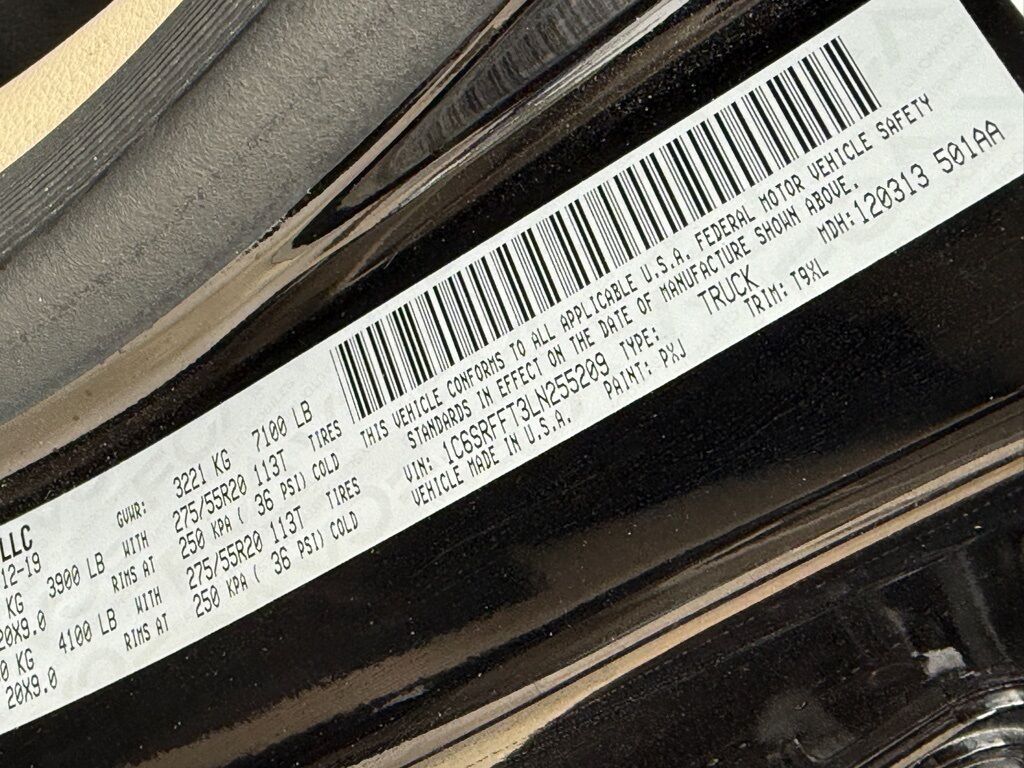 LLC
12-19
GVWR: 3221 KG 7100 LB
KG 3900 LB WITH 275/55R20 113T TIRES
20X9.0 RIMS AT 250 KPA ( 36 PSI) COLD
0 KG 4100 LB WITH 275/55R20 113T TIRES
20X9.0 RIMS AT 250 KPA ( 36 PSI) COLD
THIS VEHICLE CONFORMS TO ALL APPLICABLE U.S.A. FEDERAL MOTOR VEHICLE SAFETY
STANDARDS IN EFFECT ON THE DATE OF MANUFACTURE SHOWN ABOVE.
VIN: 1C6SRFFT3LN255209 TYPE: TRUCK MDH:120313 501AA
VEHICLE MADE IN U.S.A. PAINT: PXJ TRIM: T9XL